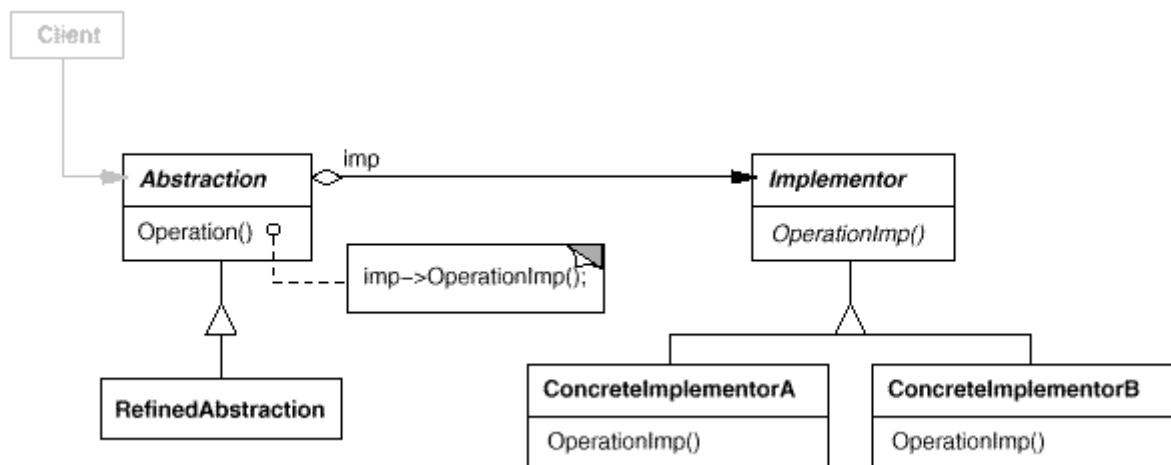 Client
imp
Abstraction
Implementor
Operation()
OperationImp()
imp->OperationImp();
RefinedAbstraction
ConcreteImplementorA
ConcreteImplementorB
OperationImp()
OperationImp()